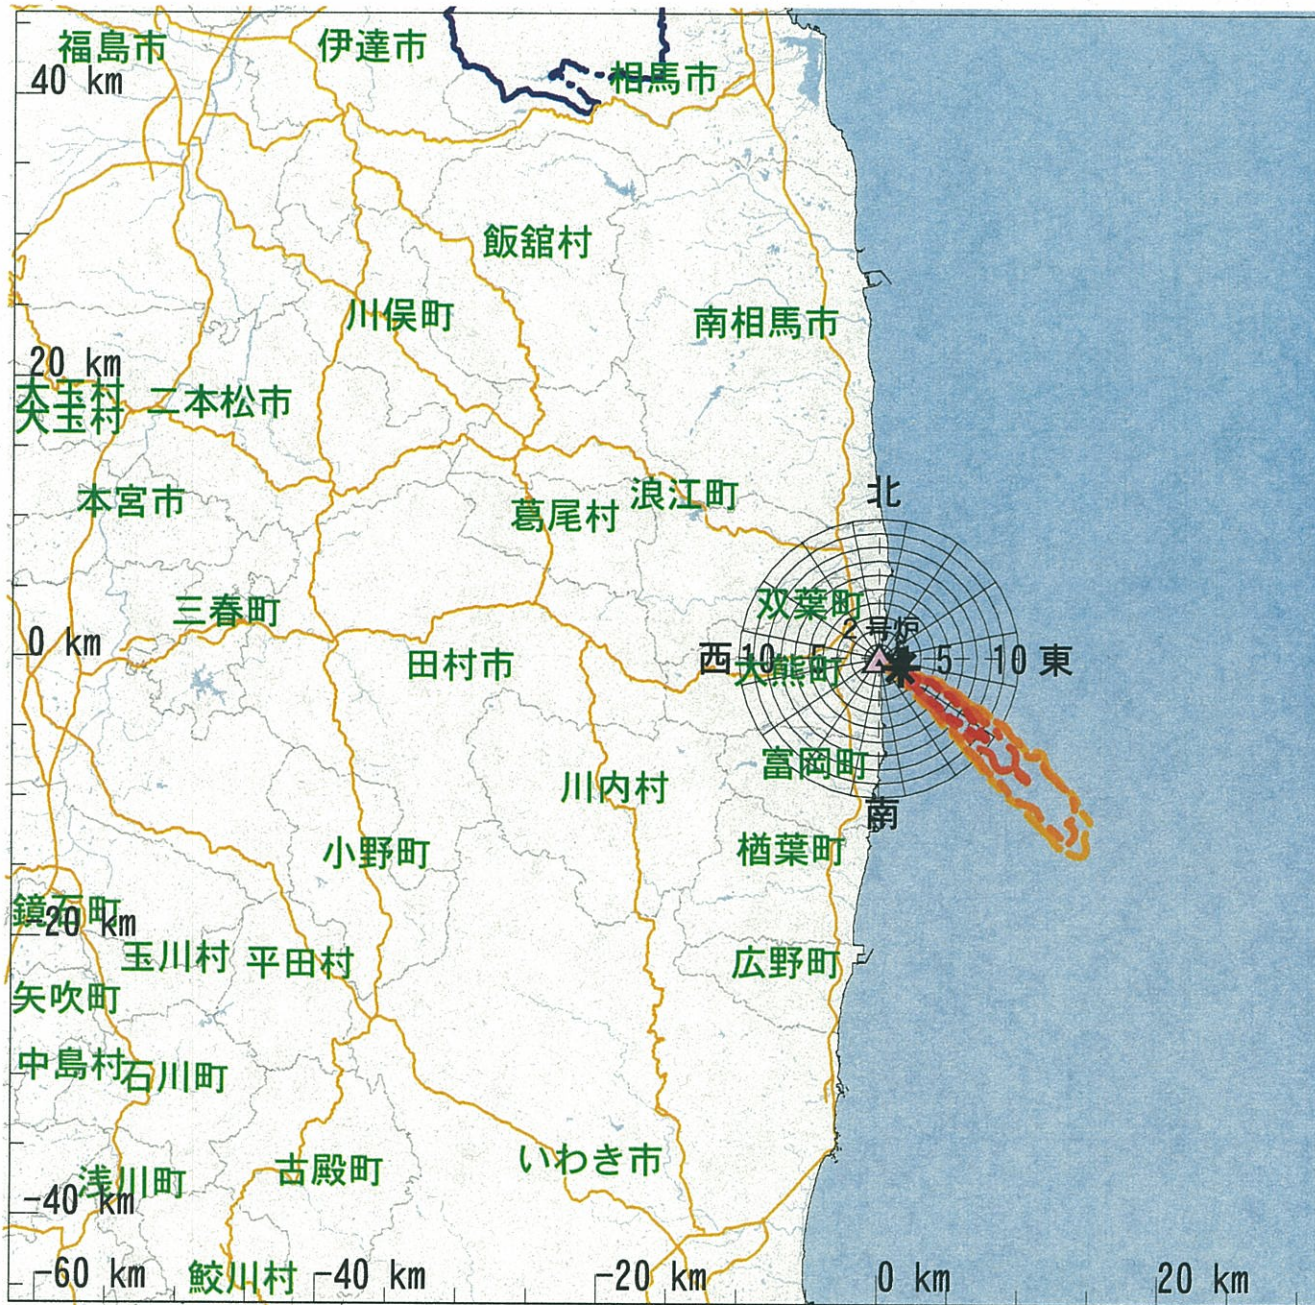 福島市
伊達市
相馬市
40 km
飯舘村
川俣町
南相馬市
20 km
大玉村
二本松市
大玉村
本宮市
葛尾村
浪江町
北
双葉町
三春町
2号炉
0 km
田村市
西 10 5
大熊町
5 10 東
富岡町
川内村
南
小野町
楢葉町
鏡石町
-20 km
玉川村
平田村
広野町
矢吹町
中島村
石川町
いわき市
古殿町
浅川町
-40 km
-60 km
鮫川村
-40 km
-20 km
0 km
20 km